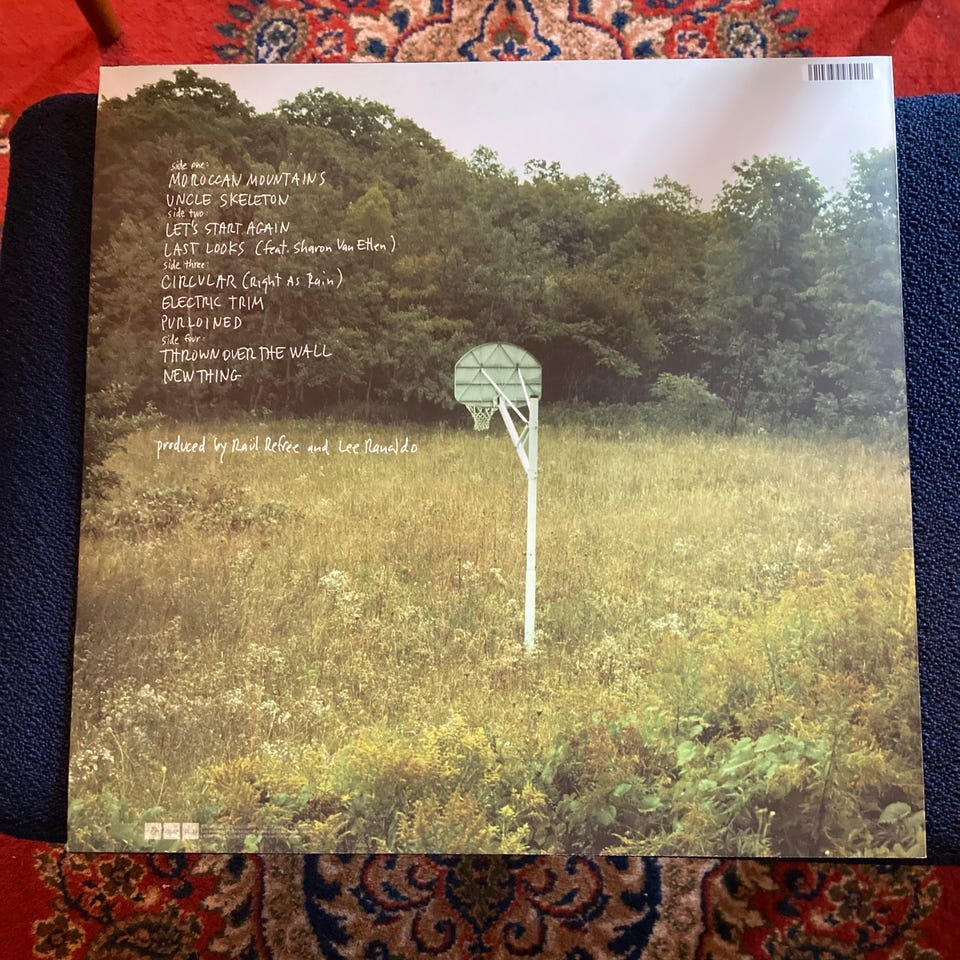 side one:
MOROCCAN MOUNTAINS
UNCLE SKELETON
side two:
LET'S START AGAIN
LAST LOOKS (feat. Sharon Van Etten)
side three:
CIRCULAR (Right As Rain)
ELECTRIC TRIM
PURLOINED
side four:
THROWN OVER THE WALL
NEW THING
produced by Raül Refree and Lee Ranaldo